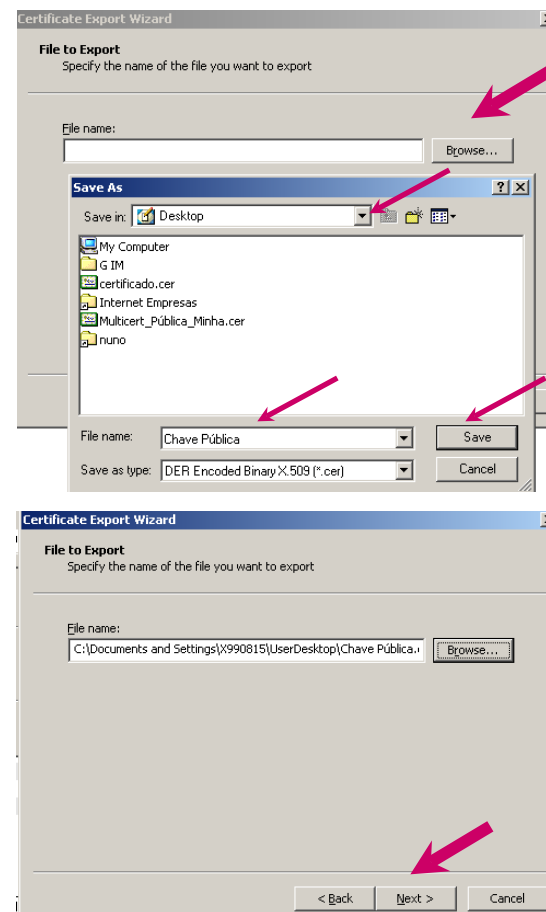 Certificate Export Wizard
File to Export
Specify the name of the file you want to export
File name:
Browse...
Save As
Save in: Desktop
My Computer
G IM
certificado.cer
Internet Empresas
Multicert_Pública_Minha.cer
nuno
File name: Chave Pública Save
Save as type: DER Encoded Binary X.509 (*.cer) Cancel
Certificate Export Wizard
File to Export
Specify the name of the file you want to export
File name:
C:\Documents and Settings\X990815\UserDesktop\Chave Pública. Browse...
< Back Next > Cancel